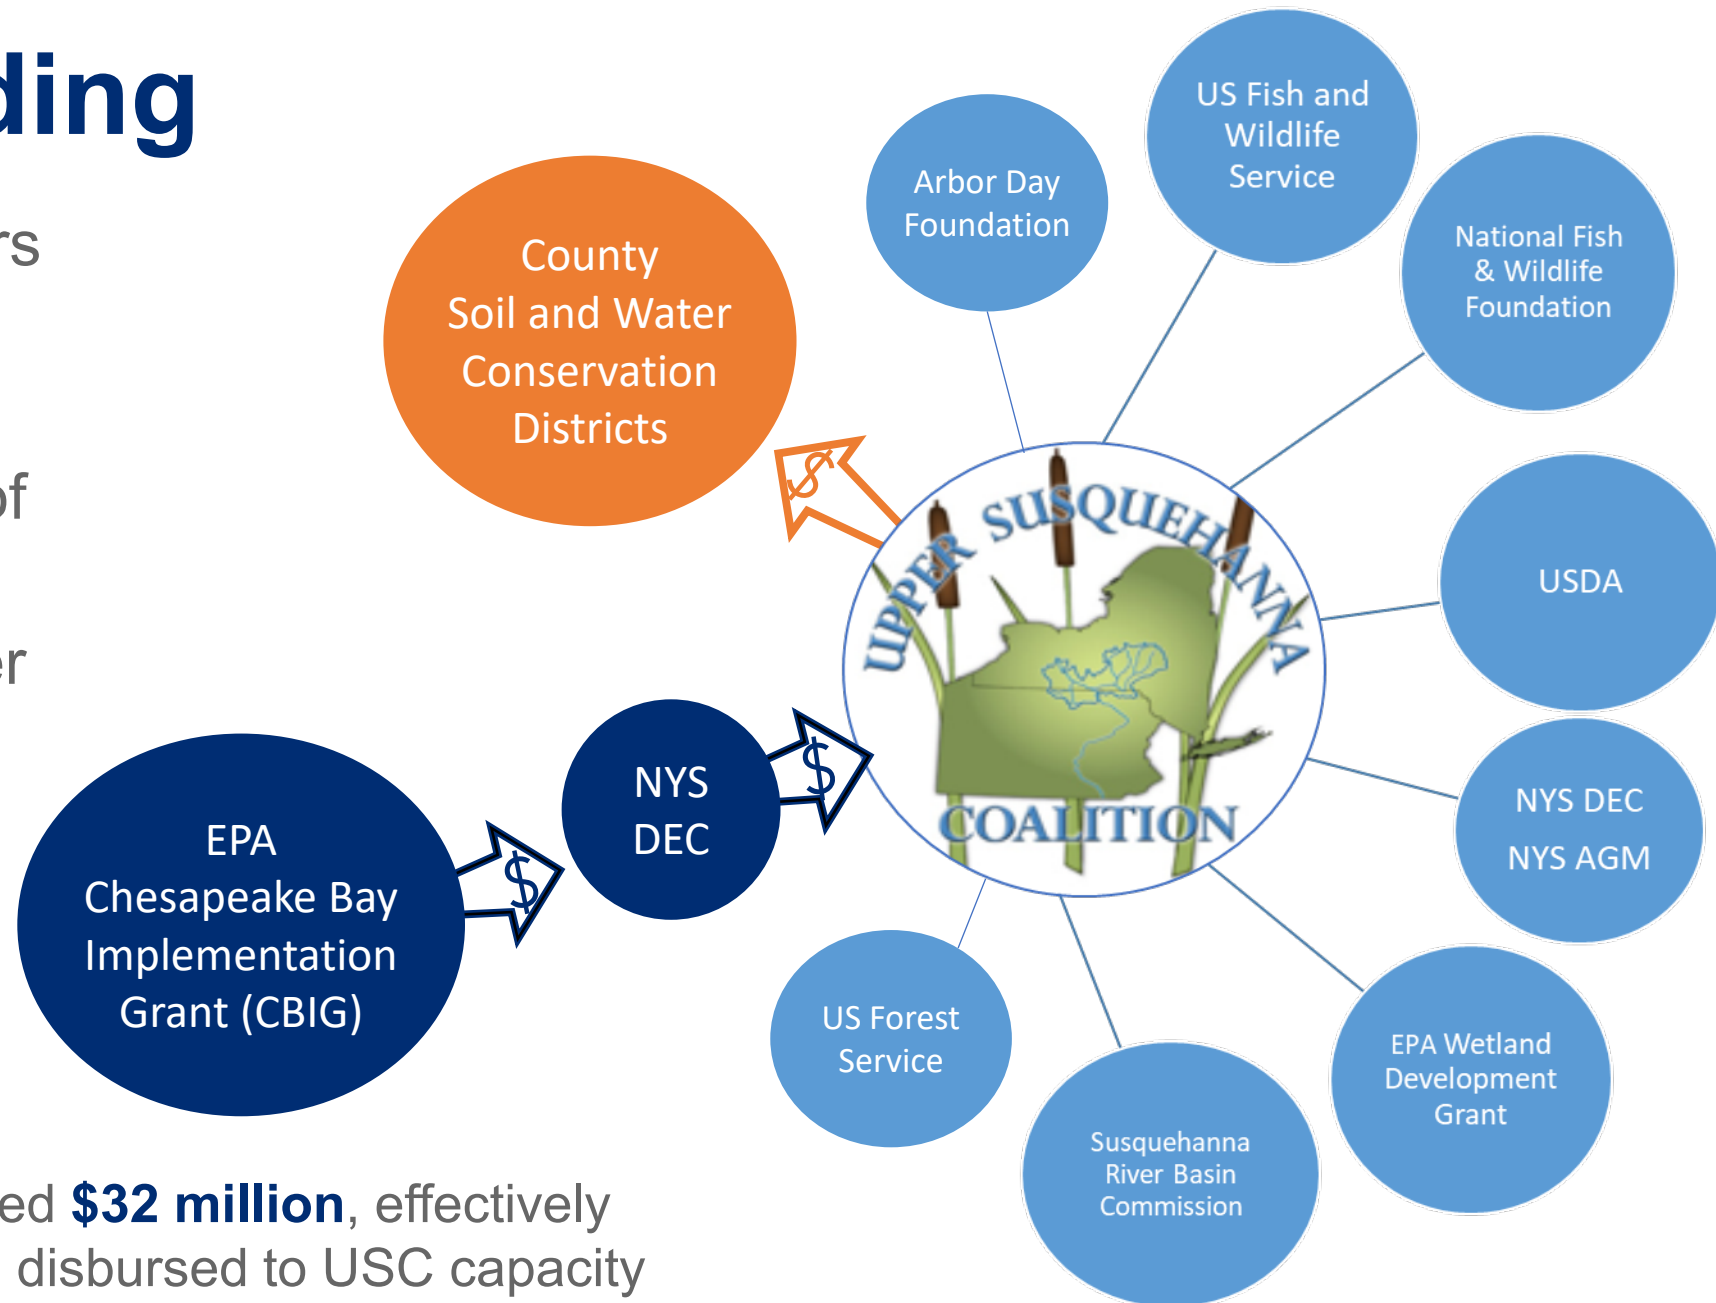 ding
rs
of
er
ed $32 million, effectively
disbursed to USC capacity
County
Soil and Water
Conservation
Districts
$
EPA
Chesapeake Bay
Implementation
Grant (CBIG)
$
NYS
DEC
$
UPPER SUSQUEHANNA
COALITION
Arbor Day
Foundation
US Fish and
Wildlife
Service
National Fish
& Wildlife
Foundation
USDA
NYS DEC
NYS AGM
EPA Wetland
Development
Grant
Susquehanna
River Basin
Commission
US Forest
Service